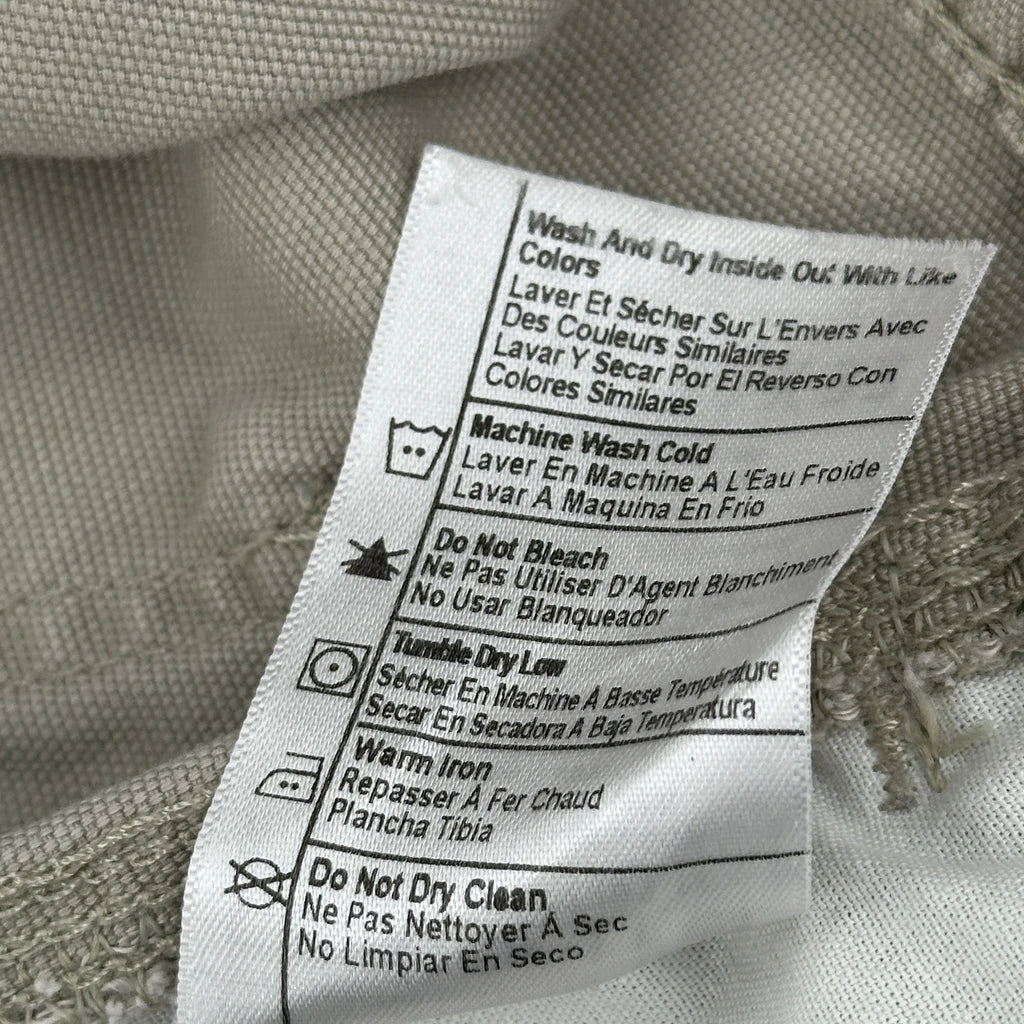 Wash And Dry Inside Out With Like
Colors
Laver Et Sécher Sur L'Envers Avec
Des Couleurs Similaires
Lavar Y Secar Por El Reverso Con
Colores Similares
Machine Wash Cold
Laver En Machine A L'Eau Froide
Lavar A Maquina En Frio
Do Not Bleach
Ne Pas Utiliser D'Agent Blanchiment
No Usar Blanqueador
Tumble Dry Low
Sécher En Machine A Basse Température
Secar En Secadora A Baja Temperatura
Warm Iron
Repasser À Fer Chaud
Plancha Tibia
Do Not Dry Clean
Ne Pas Nettoyer Á Sec
No Limpiar En Seco